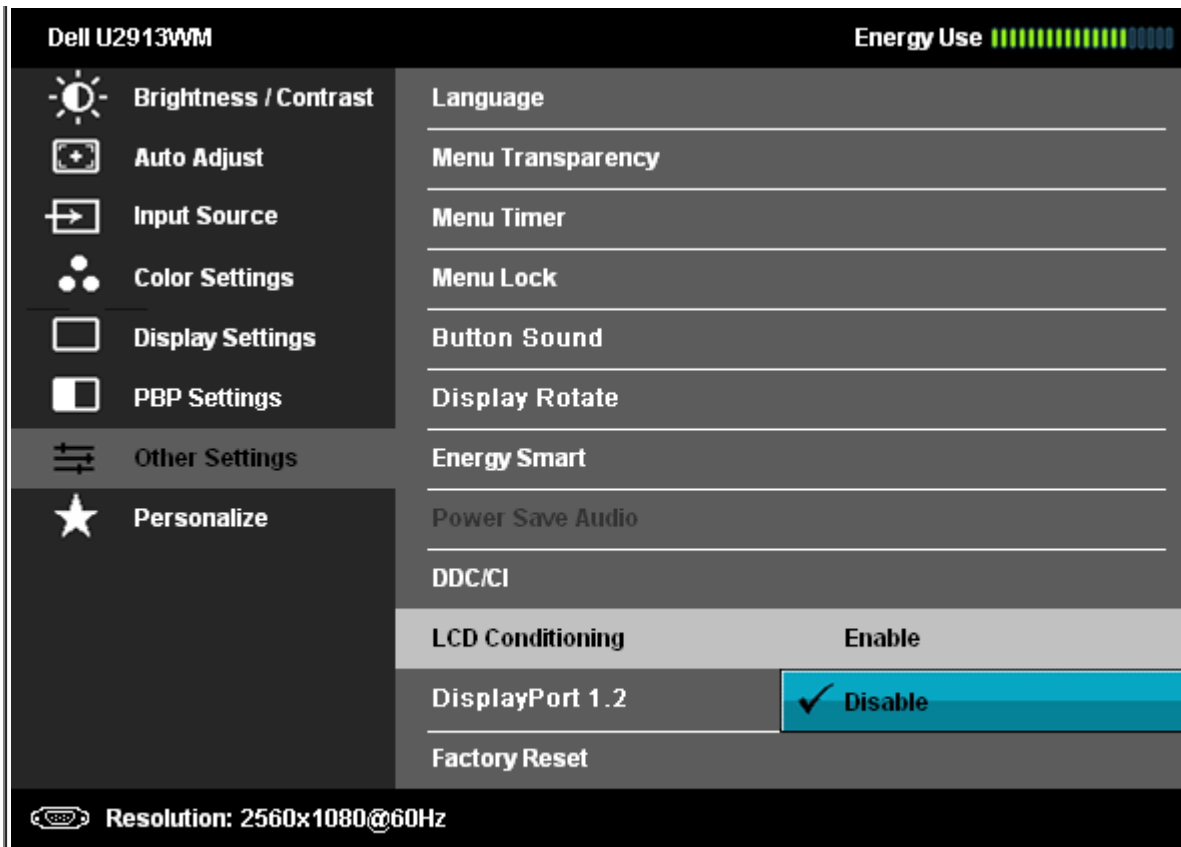 Dell U2913WM
Energy Use
Brightness / Contrast
Auto Adjust
Input Source
Color Settings
Display Settings
PBP Settings
Other Settings
Personalize
Language
Menu Transparency
Menu Timer
Menu Lock
Button Sound
Display Rotate
Energy Smart
Power Save Audio
DDC/CI
LCD Conditioning
Enable
DisplayPort 1.2
Disable
Factory Reset
Resolution: 2560x1080@60Hz